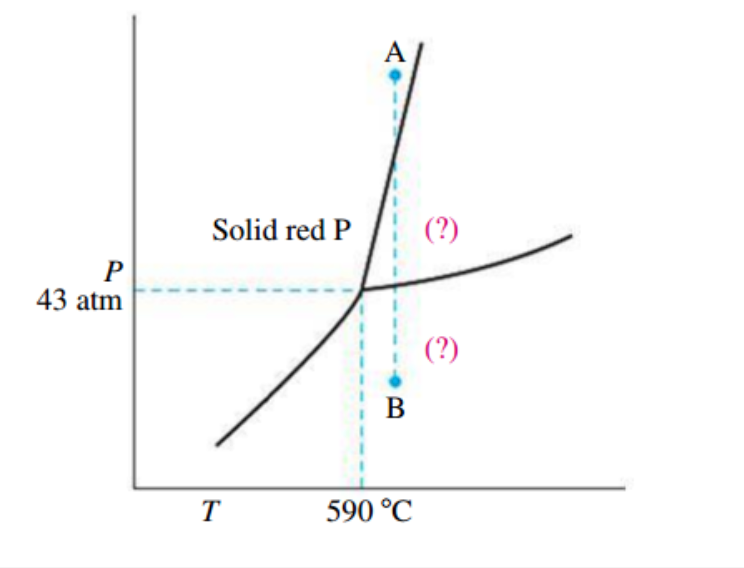 A
Solid red P
(?)
P
43 atm
(?)
B
T
590 °C